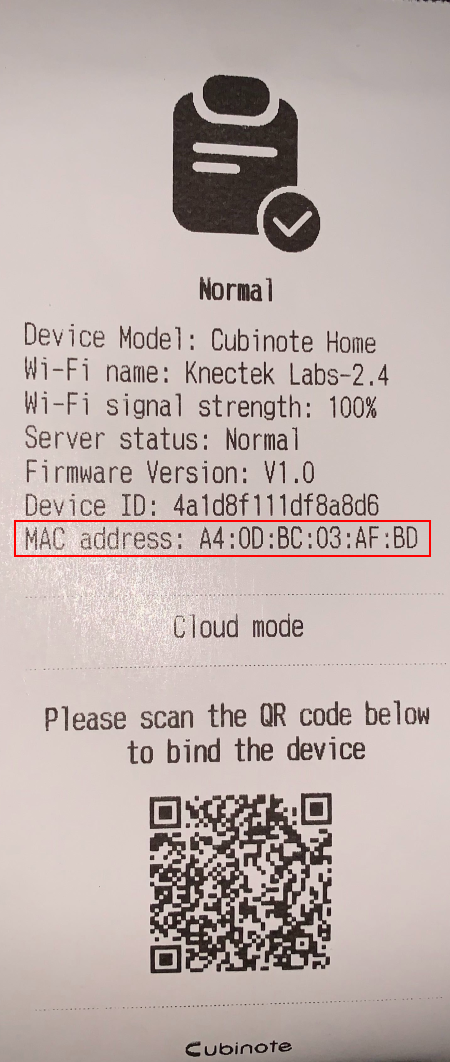 Normal
Device Model: Cubinote Home
Wi-Fi name: Knectek Labs-2.4
Wi-Fi signal strength: 100%
Server status: Normal
Firmware Version: V1.0
Device ID: 4a1d8f111df8a8d6
MAC address: A4:0D:BC:03:AF:BD
Cloud mode
Please scan the QR code below
to bind the device
Cubinote